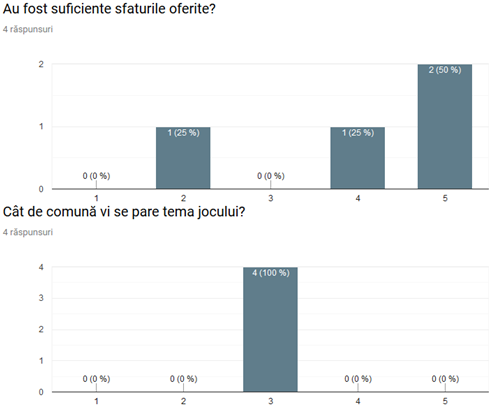 Au fost suficiente sfaturile oferite?
4 răspunsuri
2
1
0
0 (0 %)
1 (25 %)
0 (0 %)
1 (25 %)
2 (50 %)
1 2 3 4 5
Cât de comună vi se pare tema jocului?
4 răspunsuri
4
3
2
1
0
0 (0 %)
0 (0 %)
4 (100 %)
0 (0 %)
0 (0 %)
1 2 3 4 5